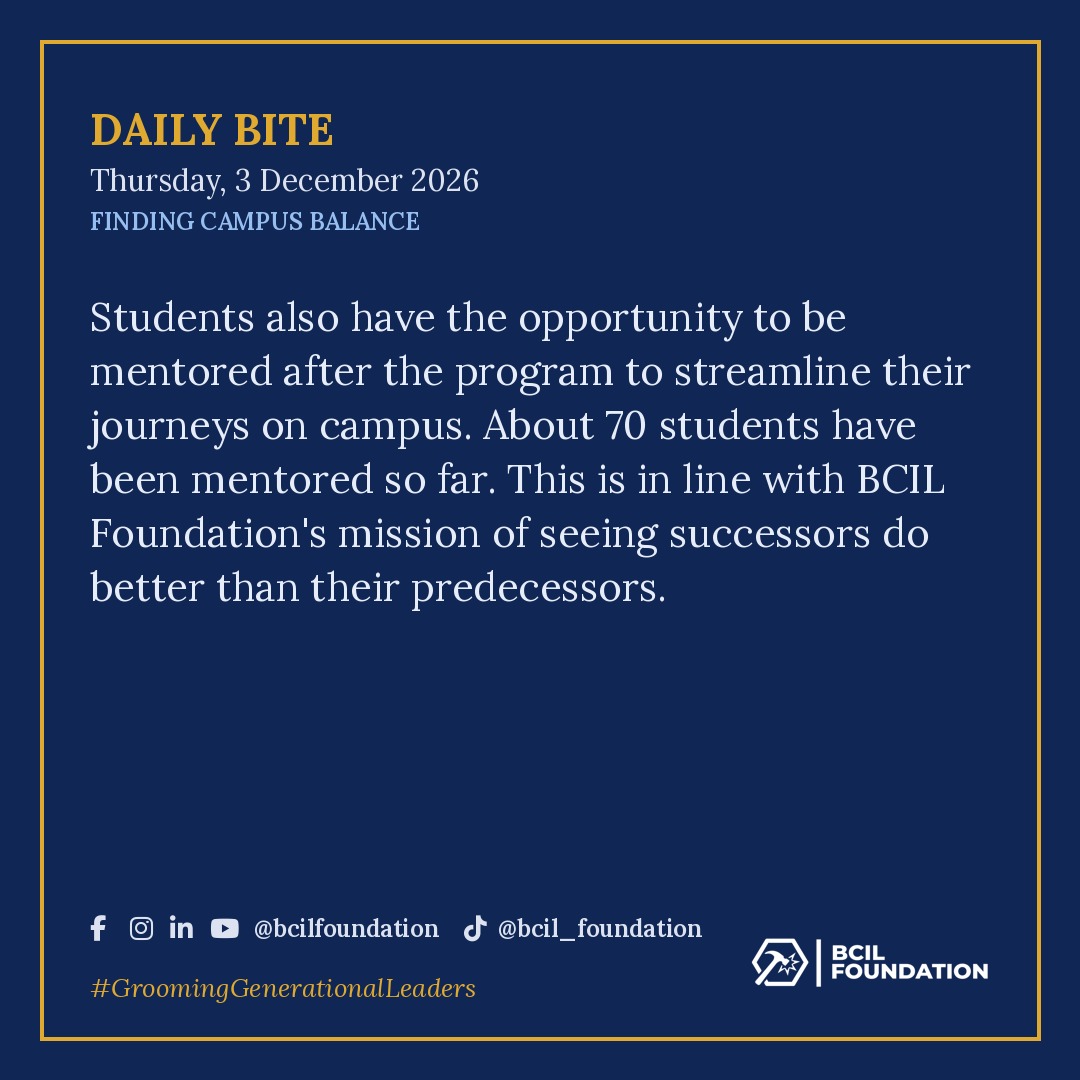 DAILY BITE
Thursday, 3 December 2026
FINDING CAMPUS BALANCE
Students also have the opportunity to be
mentored after the program to streamline their
journeys on campus. About 70 students have
been mentored so far. This is in line with BCIL
Foundation's mission of seeing successors do
better than their predecessors.
@bcilfoundation @bcil_foundation
#GroomingGenerationalLeaders
BCIL
FOUNDATION